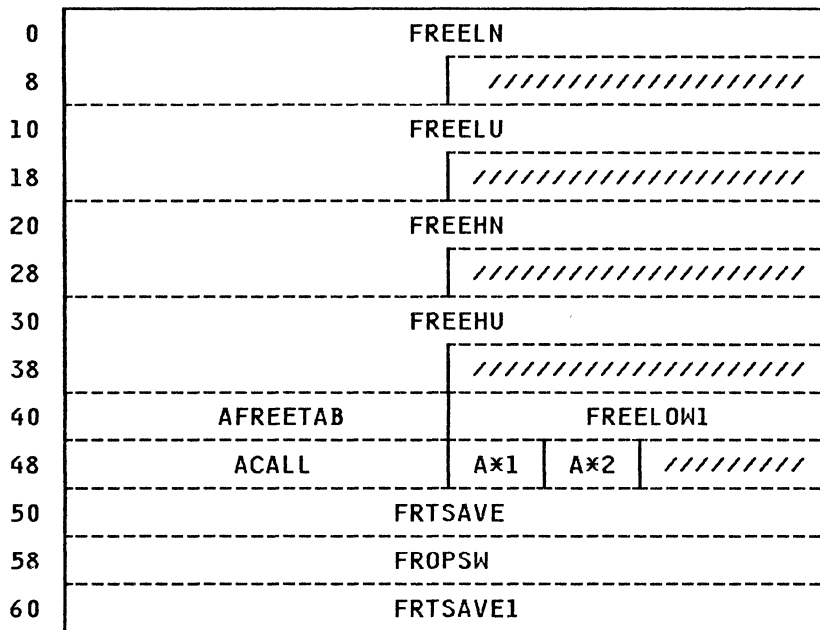 0 FREELN
8 ////////////////////
10 FREELU
18 ////////////////////
20 FREEHN
28 ////////////////////
30 FREEHU
38 ////////////////////
40 AFREETAB FREELOW1
48 ACALL A*1 A*2 /////////
50 FRTSAVE
58 FROPSW
60 FRTSAVE1